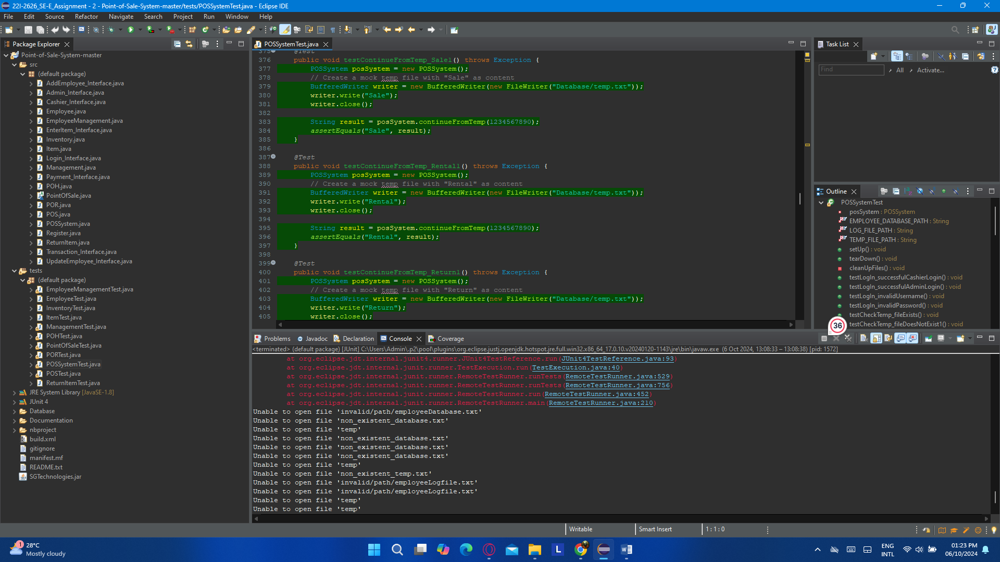 22I-2626_SE-E_Assignment - 2 - Point-of-Sale-System-master/tests/POSSystemTest.java - Eclipse IDE
File Edit Source Refactor Navigate Search Project Run Window Help
Package Explorer
Point-of-Sale-System-master
src
(default package)
AddEmployee_Interface.java
Admin_Interface.java
Cashier_Interface.java
Employee.java
EmployeeManagement.java
EnterItem_Interface.java
Inventory.java
Item.java
Login_Interface.java
Management.java
Payment_Interface.java
POH.java
PointOfSale.java
POR.java
POS.java
POSSystem.java
Register.java
ReturnItem.java
Transaction_Interface.java
UpdateEmployee_Interface.java
tests
(default package)
EmployeeManagementTest.java
EmployeeTest.java
InventoryTest.java
ItemTest.java
ManagementTest.java
POHTest.java
PointOfSaleTest.java
PORTest.java
POSSystemTest.java
POSTest.java
ReturnItemTest.java
JRE System Library [JavaSE-1.8]
JUnit 4
Database
Documentation
nbproject
build.xml
gitignore
manifest.mf
README.txt
SGTechnologies.jar
POSSystemTest.java
375 @Test
376 public void testContinueFromTemp_Sale1() throws Exception {
377 POSSystem posSystem = new POSSystem();
378 // Create a mock temp file with "Sale" as content
379 BufferedWriter writer = new BufferedWriter(new FileWriter("Database/temp.txt"));
380 writer.write("Sale");
381 writer.close();
382
383 String result = posSystem.continueFromTemp(1234567890);
384 assertEquals("Sale", result);
385 }
386
387 @Test
388 public void testContinueFromTemp_Rental1() throws Exception {
389 POSSystem posSystem = new POSSystem();
390 // Create a mock temp file with "Rental" as content
391 BufferedWriter writer = new BufferedWriter(new FileWriter("Database/temp.txt"));
392 writer.write("Rental");
393 writer.close();
394
395 String result = posSystem.continueFromTemp(1234567890);
396 assertEquals("Rental", result);
397 }
398
399 @Test
400 public void testContinueFromTemp_Return1() throws Exception {
401 POSSystem posSystem = new POSSystem();
402 // Create a mock temp file with "Return" as content
403 BufferedWriter writer = new BufferedWriter(new FileWriter("Database/temp.txt"));
404 writer.write("Return");
405 writer.close();
Task List
Find All Activate...
Outline
POSSystemTest
posSystem : POSSystem
EMPLOYEE_DATABASE_PATH : String
LOG_FILE_PATH : String
TEMP_FILE_PATH : String
setUp() : void
tearDown() : void
cleanUpFiles() : void
testLogIn_successfulCashierLogin() : void
testLogIn_successfulAdminLogin() : void
testLogIn_invalidUsername() : void
testLogIn_invalidPassword() : void
testCheckTemp_fileExists() : void
testCheckTemp_fileDoesNotExist1() : void
36
Problems Javadoc Declaration Console Coverage
<terminated> (default package) [JUnit] C:\Users\Admin\.p2\pool\plugins\org.eclipse.justj.openjdk.hotspot.jre.full.win32.x86_64_17.0.10.v20240120-1143\jre\bin\javaw.exe (6 Oct 2024, 13:08:33 – 13:08:38) [pid: 1572]
at org.eclipse.jdt.internal.junit4.runner.JUnit4TestReference.run(JUnit4TestReference.java:93)
at org.eclipse.jdt.internal.junit.runner.TestExecution.run(TestExecution.java:40)
at org.eclipse.jdt.internal.junit.runner.RemoteTestRunner.runTests(RemoteTestRunner.java:529)
at org.eclipse.jdt.internal.junit.runner.RemoteTestRunner.runTests(RemoteTestRunner.java:756)
at org.eclipse.jdt.internal.junit.runner.RemoteTestRunner.run(RemoteTestRunner.java:452)
at org.eclipse.jdt.internal.junit.runner.RemoteTestRunner.main(RemoteTestRunner.java:210)
Unable to open file 'invalid/path/employeeDatabase.txt'
Unable to open file 'non_existent_database.txt'
Unable to open file 'temp'
Unable to open file 'non_existent_database.txt'
Unable to open file 'non_existent_database.txt'
Unable to open file 'non_existent_database.txt'
Unable to open file 'temp'
Unable to open file 'non_existent_temp.txt'
Unable to open file 'invalid/path/employeeLogfile.txt'
Unable to open file 'invalid/path/employeeLogfile.txt'
Unable to open file 'temp'
Unable to open file 'temp'
Writable Smart Insert 1 : 1 : 0
1
28°C
Mostly cloudy
ENG
INTL
01:23 PM
06/10/2024